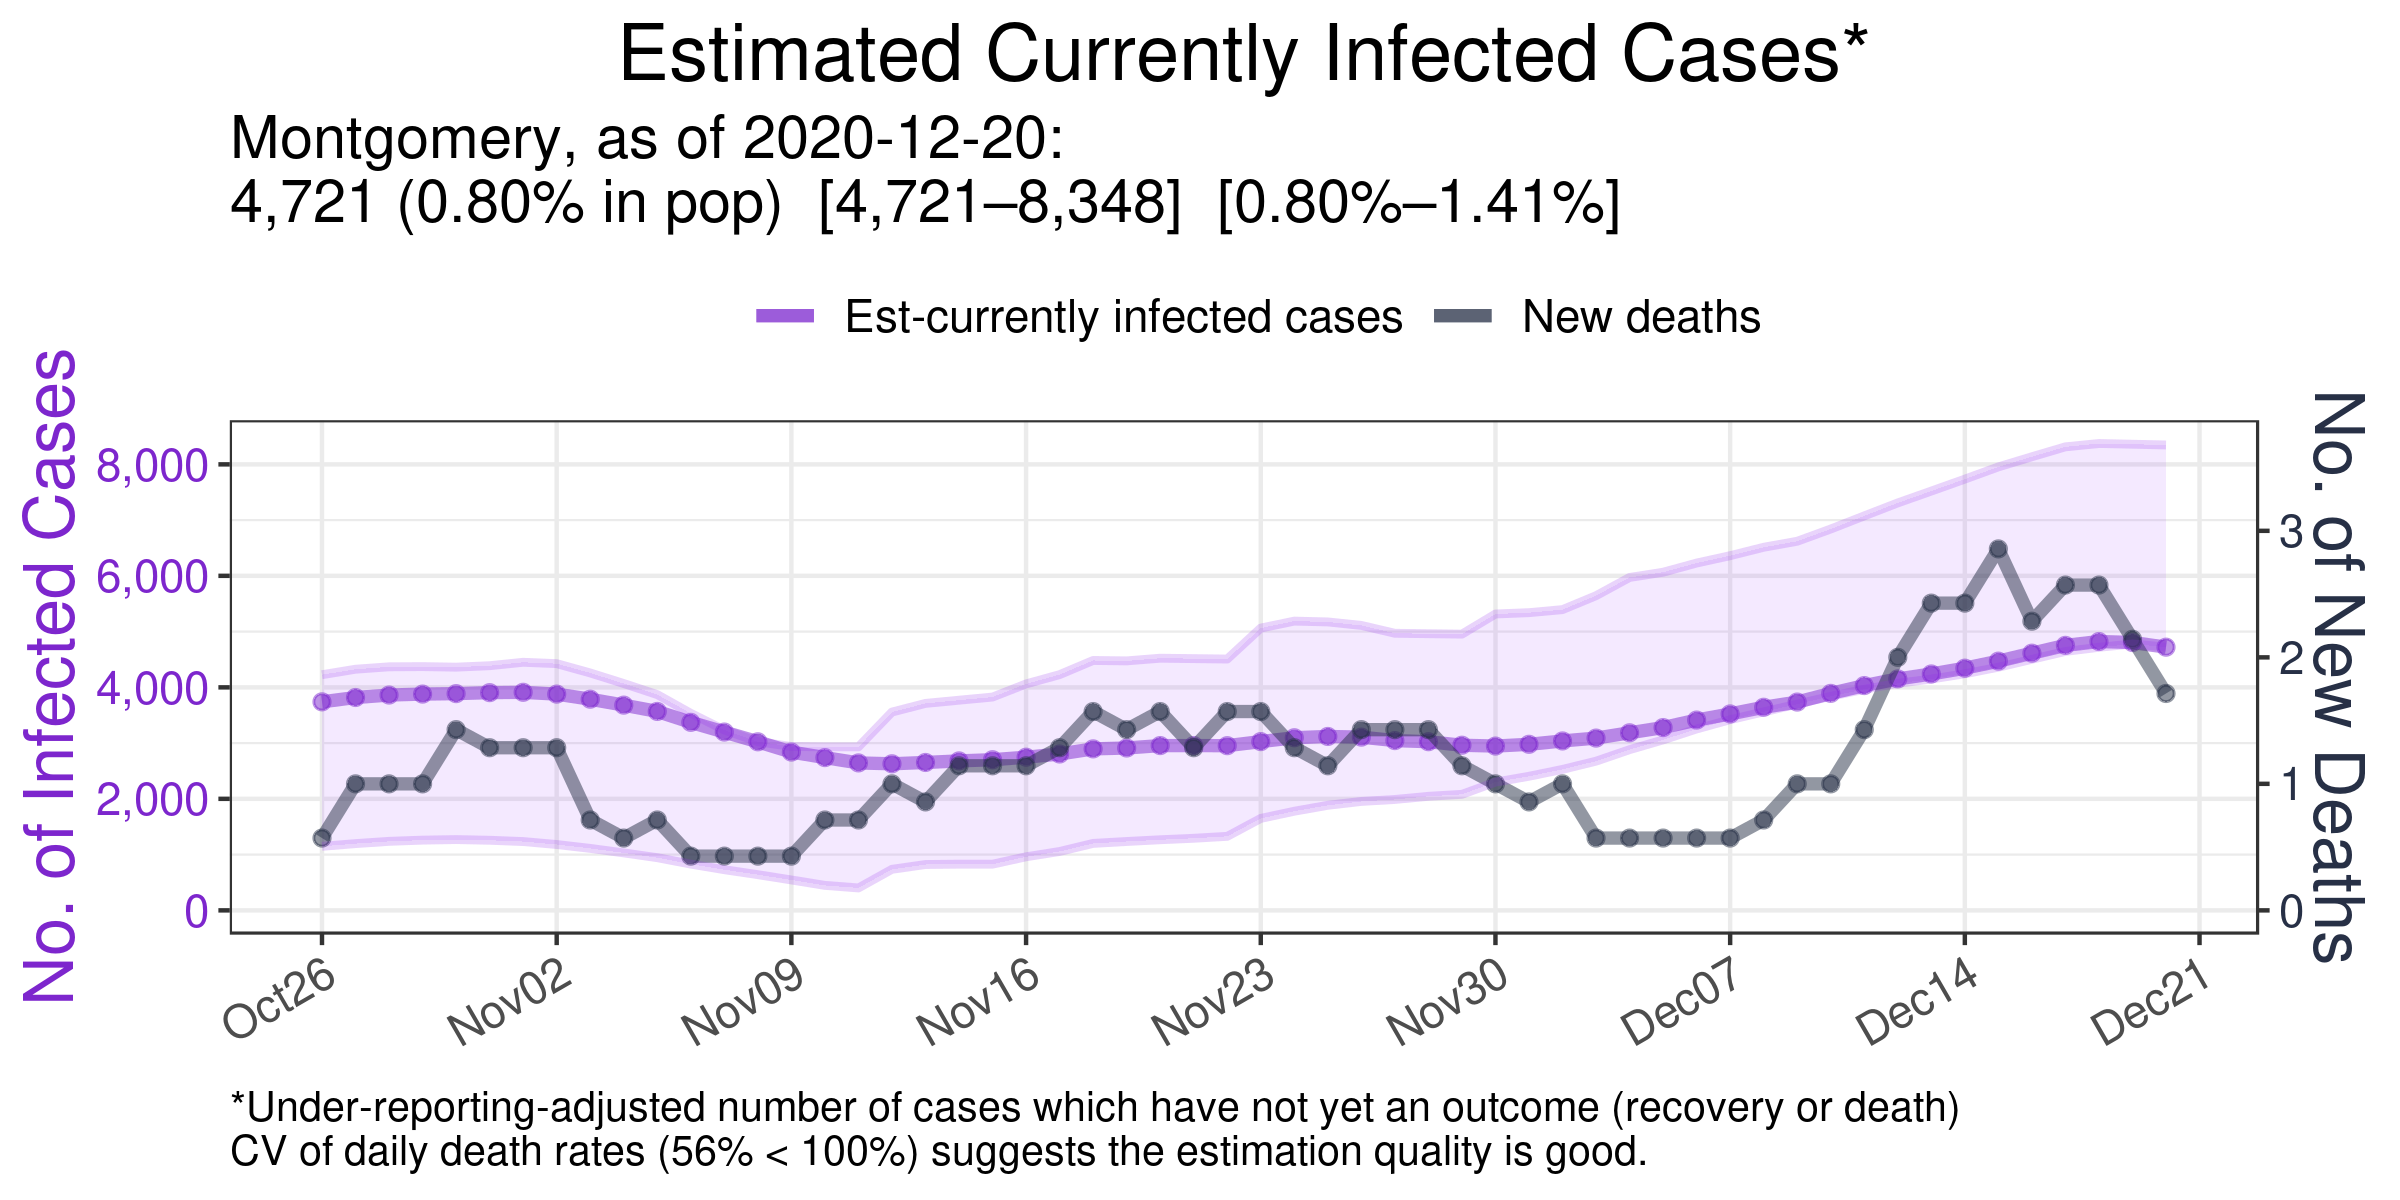 Estimated Currently Infected Cases*
Montgomery, as of 2020-12-20:
4,721 (0.80% in pop)  [4,721–8,348]  [0.80%–1.41%]
Est-currently infected cases
New deaths
No. of Infected Cases
8,000
6,000
4,000
2,000
0
3
2
1
0
No. of New Deaths
Oct26
Nov02
Nov09
Nov16
Nov23
Nov30
Dec07
Dec14
Dec21
*Under-reporting-adjusted number of cases which have not yet an outcome (recovery or death)
CV of daily death rates (56% < 100%) suggests the estimation quality is good.